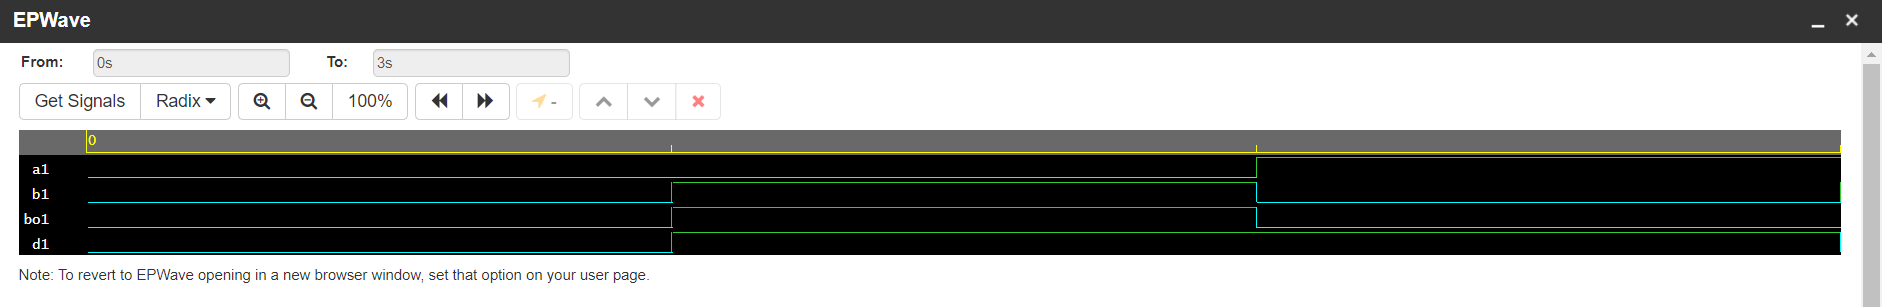 EPWave
From: 0s To: 3s
Get Signals Radix 100% -
0
a1
b1
bo1
d1
Note: To revert to EPWave opening in a new browser window, set that option on your user page.